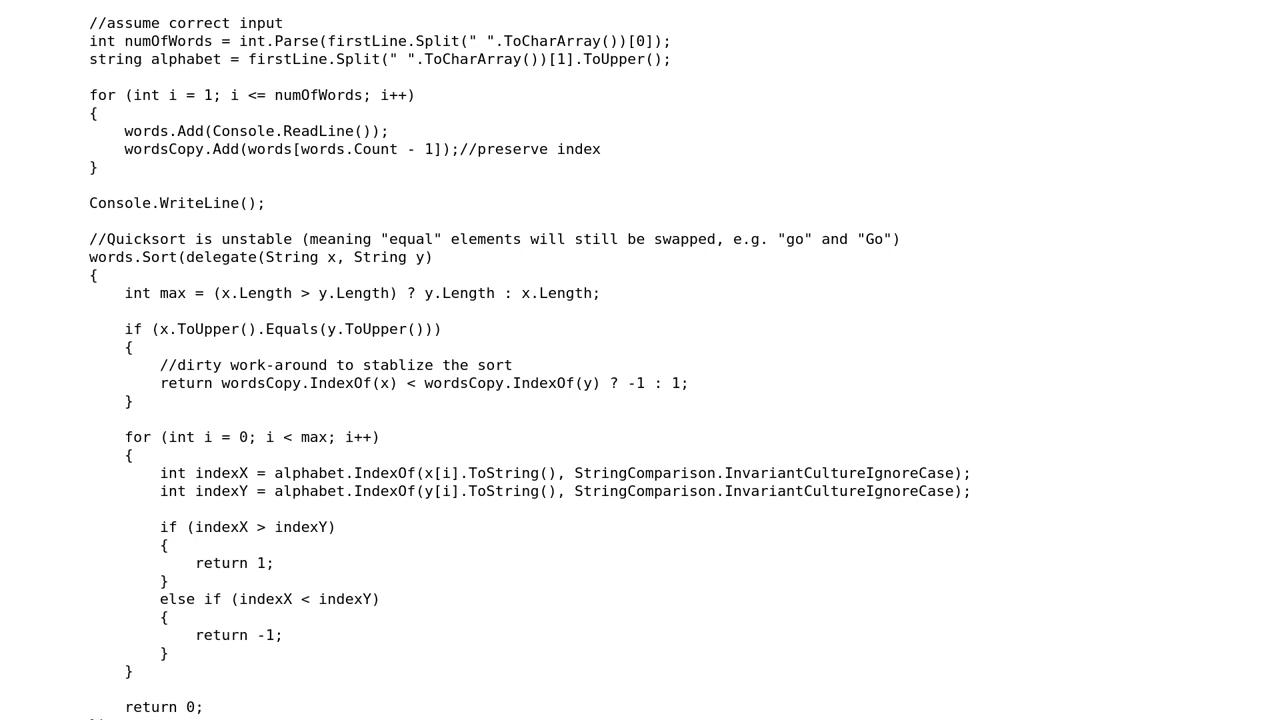 //assume correct input
int numOfWords = int.Parse(firstLine.Split(" ".ToCharArray())[0]);
string alphabet = firstLine.Split(" ".ToCharArray())[1].ToUpper();

for (int i = 1; i <= numOfWords; i++)
{
    words.Add(Console.ReadLine());
    wordsCopy.Add(words[words.Count - 1]);//preserve index
}

Console.WriteLine();

//Quicksort is unstable (meaning "equal" elements will still be swapped, e.g. "go" and "Go")
words.Sort(delegate(String x, String y)
{
    int max = (x.Length > y.Length) ? y.Length : x.Length;

    if (x.ToUpper().Equals(y.ToUpper()))
    {
        //dirty work-around to stablize the sort
        return wordsCopy.IndexOf(x) < wordsCopy.IndexOf(y) ? -1 : 1;
    }

    for (int i = 0; i < max; i++)
    {
        int indexX = alphabet.IndexOf(x[i].ToString(), StringComparison.InvariantCultureIgnoreCase);
        int indexY = alphabet.IndexOf(y[i].ToString(), StringComparison.InvariantCultureIgnoreCase);

        if (indexX > indexY)
        {
            return 1;
        }
        else if (indexX < indexY)
        {
            return -1;
        }
    }

    return 0;